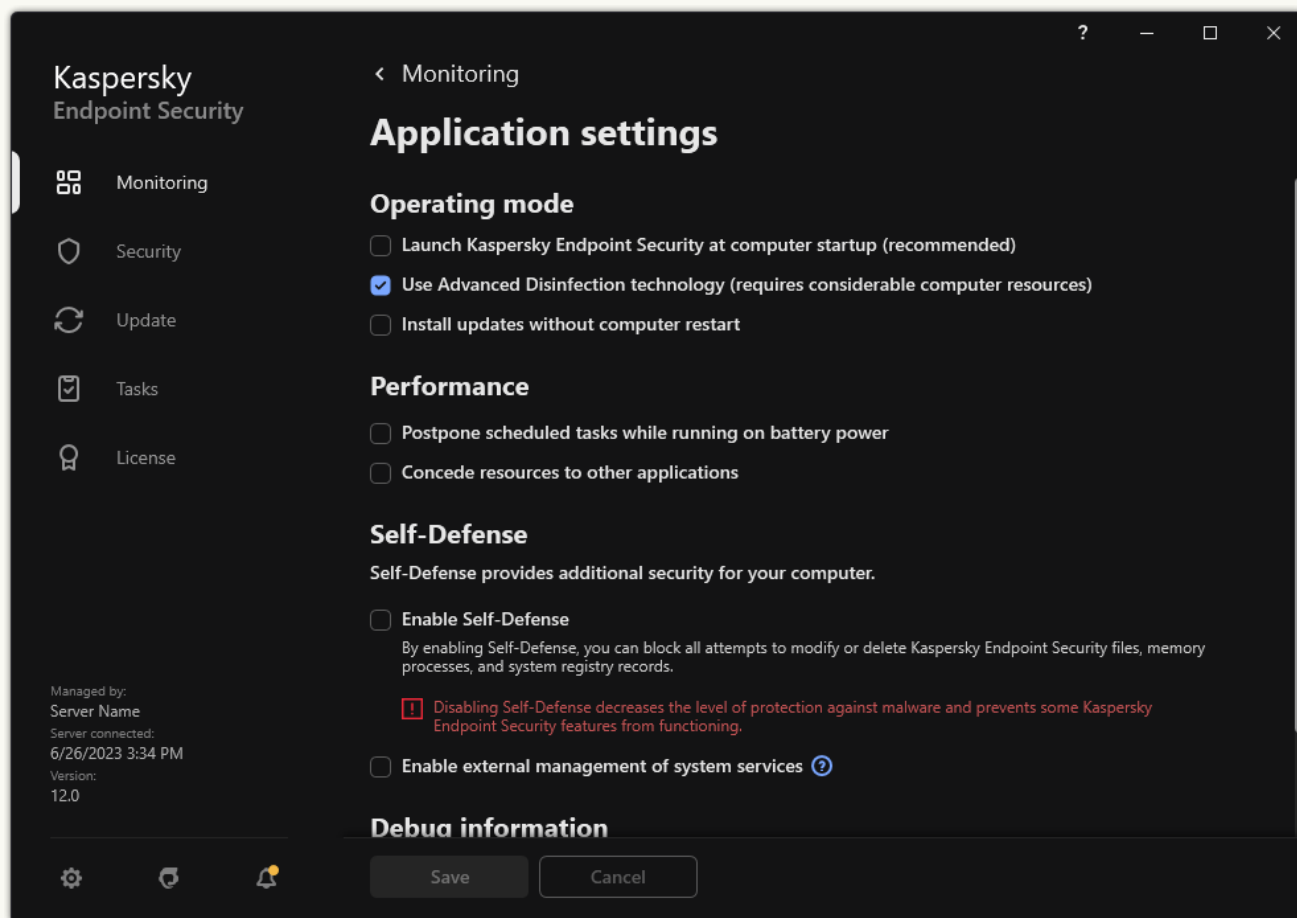 ?
Kaspersky
Endpoint Security
Monitoring
Security
Update
Tasks
License
Managed by:
Server Name
Server connected:
6/26/2023 3:34 PM
Version:
12.0
Monitoring
Application settings
Operating mode
Launch Kaspersky Endpoint Security at computer startup (recommended)
Use Advanced Disinfection technology (requires considerable computer resources)
Install updates without computer restart
Performance
Postpone scheduled tasks while running on battery power
Concede resources to other applications
Self-Defense
Self-Defense provides additional security for your computer.
Enable Self-Defense
By enabling Self-Defense, you can block all attempts to modify or delete Kaspersky Endpoint Security files, memory
processes, and system registry records.
Disabling Self-Defense decreases the level of protection against malware and prevents some Kaspersky
Endpoint Security features from functioning.
Enable external management of system services ?
Debug information
Save
Cancel